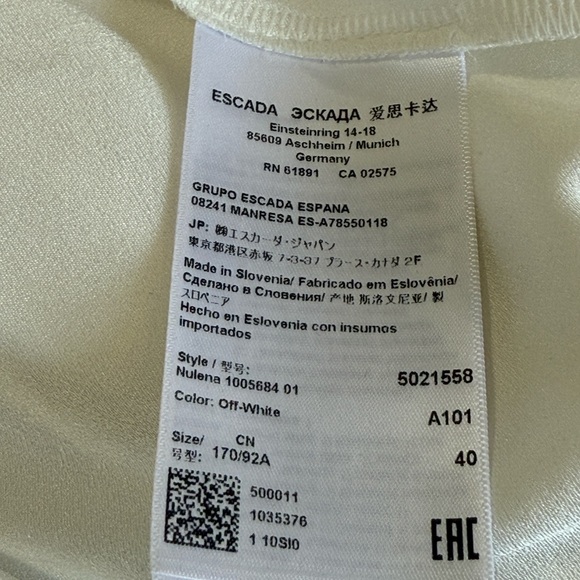 ESCADA ЭСКАДА 爱思卡达
Einsteinring 14-18
85609 Aschheim / Munich
Germany
RN 61891 CA 02575
GRUPO ESCADA ESPANA
08241 MANRESA ES-A78550118
JP: ㈱エスカーダ・ジャパン
東京都港区赤坂 7-3-37 プラース・カナダ 2F
Made in Slovenia/ Fabricado em Eslovênia/
Сделано в Словении/ 产地 斯洛文尼亚/ 製
スロベニア
Hecho en Eslovenia con insumos
importados
Style / 型号: 5021558
Nulena 1005684 01
Color: Off-White A101
Size/ CN
号型: 170/92A 40
500011
1035376
1 10SI0
EAC